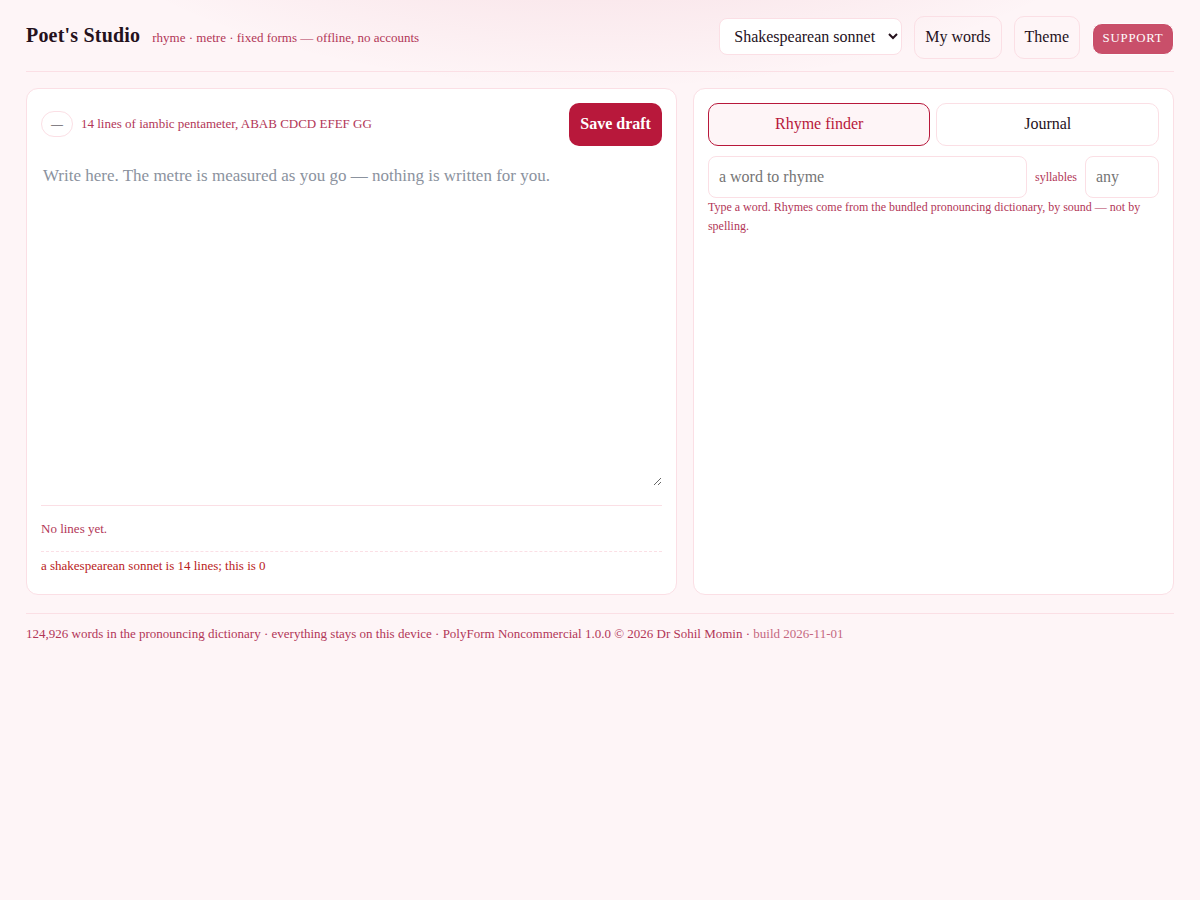 Poet's Studio rhyme · metre · fixed forms — offline, no accounts
Shakespearean sonnet
My words
Theme
SUPPORT
—
14 lines of iambic pentameter, ABAB CDCD EFEF GG
Save draft
Write here. The metre is measured as you go — nothing is written for you.
No lines yet.
a shakespearean sonnet is 14 lines; this is 0
Rhyme finder
Journal
a word to rhyme
syllables
any
Type a word. Rhymes come from the bundled pronouncing dictionary, by sound — not by
spelling.
124,926 words in the pronouncing dictionary · everything stays on this device · PolyForm Noncommercial 1.0.0 © 2026 Dr Sohil Momin · build 2026-11-01